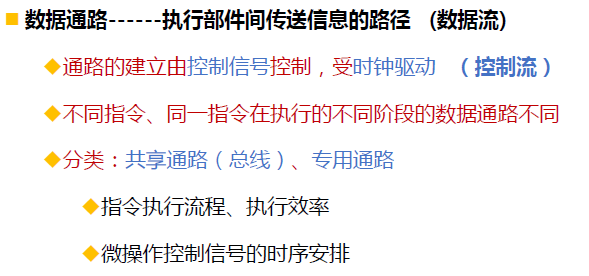 数据通路------执行部件间传送信息的路径 (数据流)
通路的建立由控制信号控制，受时钟驱动 （控制流）
不同指令、同一指令在执行的不同阶段的数据通路不同
分类：共享通路（总线）、专用通路
指令执行流程、执行效率
微操作控制信号的时序安排